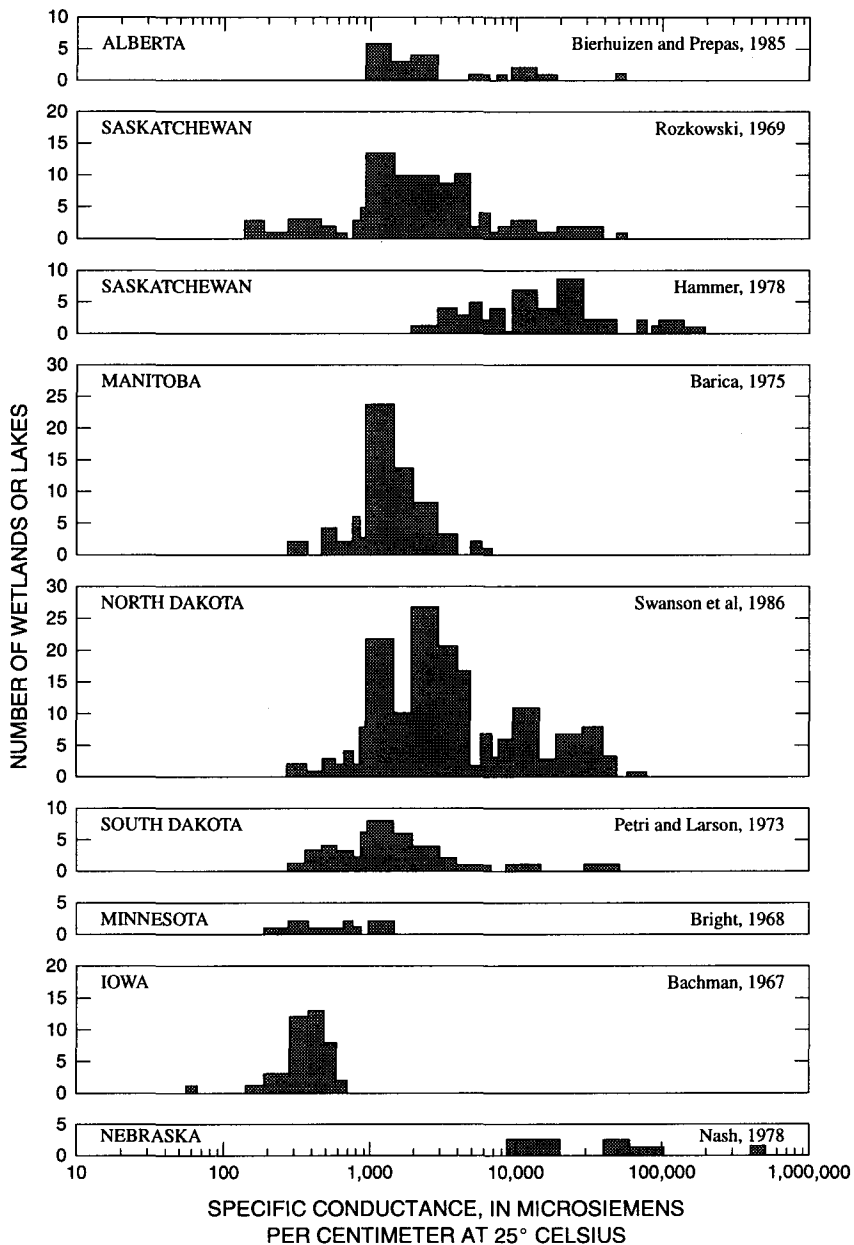 NUMBER OF WETLANDS OR LAKES
10
5
0
ALBERTA Bierhuizen and Prepas, 1985
20
15
10
5
0
SASKATCHEWAN Rozkowski, 1969
10
5
0
SASKATCHEWAN Hammer, 1978
30
25
20
15
10
5
0
MANITOBA Barica, 1975
30
25
20
15
10
5
0
NORTH DAKOTA Swanson et al, 1986
10
5
0
SOUTH DAKOTA Petri and Larson, 1973
5
0
MINNESOTA Bright, 1968
20
15
10
5
0
IOWA Bachman, 1967
5
0
NEBRASKA Nash, 1978
10 100 1,000 10,000 100,000 1,000,000
SPECIFIC CONDUCTANCE, IN MICROSIEMENS
PER CENTIMETER AT 25° CELSIUS